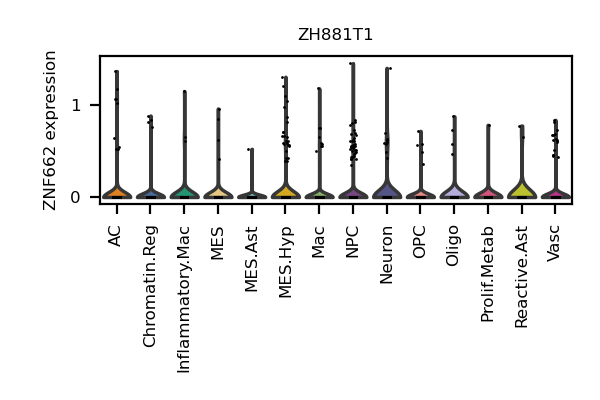 ZH881T1
ZNF662 expression
1
0
AC
Chromatin.Reg
Inflammatory.Mac
MES
MES.Ast
MES.Hyp
Mac
NPC
Neuron
OPC
Oligo
Prolif.Metab
Reactive.Ast
Vasc